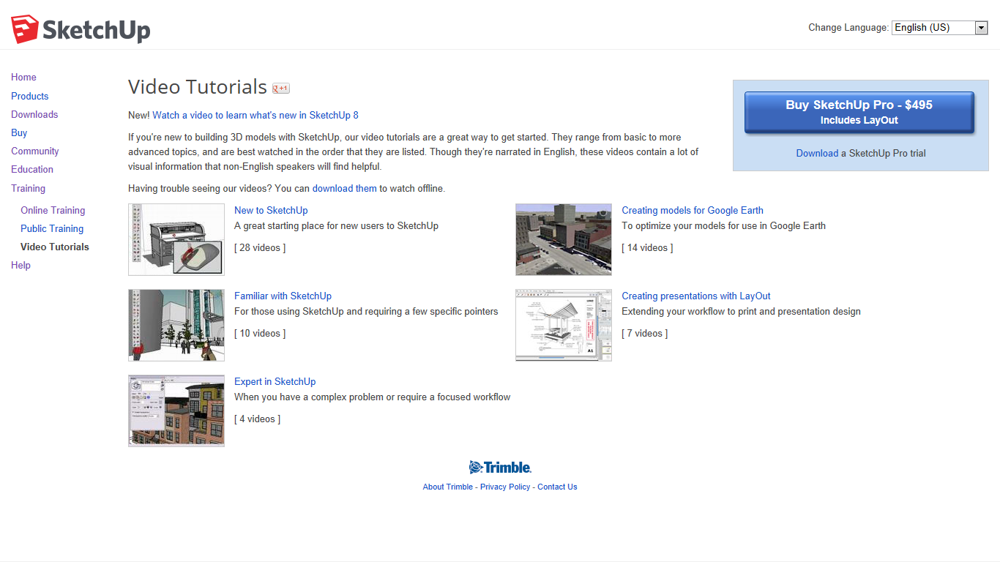 SketchUp
Change Language: English (US)
Home
Products
Downloads
Buy
Community
Education
Training
Online Training
Public Training
Video Tutorials
Help
Video Tutorials
+1
New! Watch a video to learn what's new in SketchUp 8
If you're new to building 3D models with SketchUp, our video tutorials are a great way to get started. They range from basic to more
advanced topics, and are best watched in the order that they are listed. Though they're narrated in English, these videos contain a lot of
visual information that non-English speakers will find helpful.
Having trouble seeing our videos? You can download them to watch offline.
Buy SketchUp Pro - $495
Includes LayOut
Download a SketchUp Pro trial
New to SketchUp
A great starting place for new users to SketchUp
[ 28 videos ]
Creating models for Google Earth
To optimize your models for use in Google Earth
[ 14 videos ]
Familiar with SketchUp
For those using SketchUp and requiring a few specific pointers
[ 10 videos ]
A1
Creating presentations with LayOut
Extending your workflow to print and presentation design
[ 7 videos ]
Expert in SketchUp
When you have a complex problem or require a focused workflow
[ 4 videos ]
Trimble.
About Trimble - Privacy Policy - Contact Us